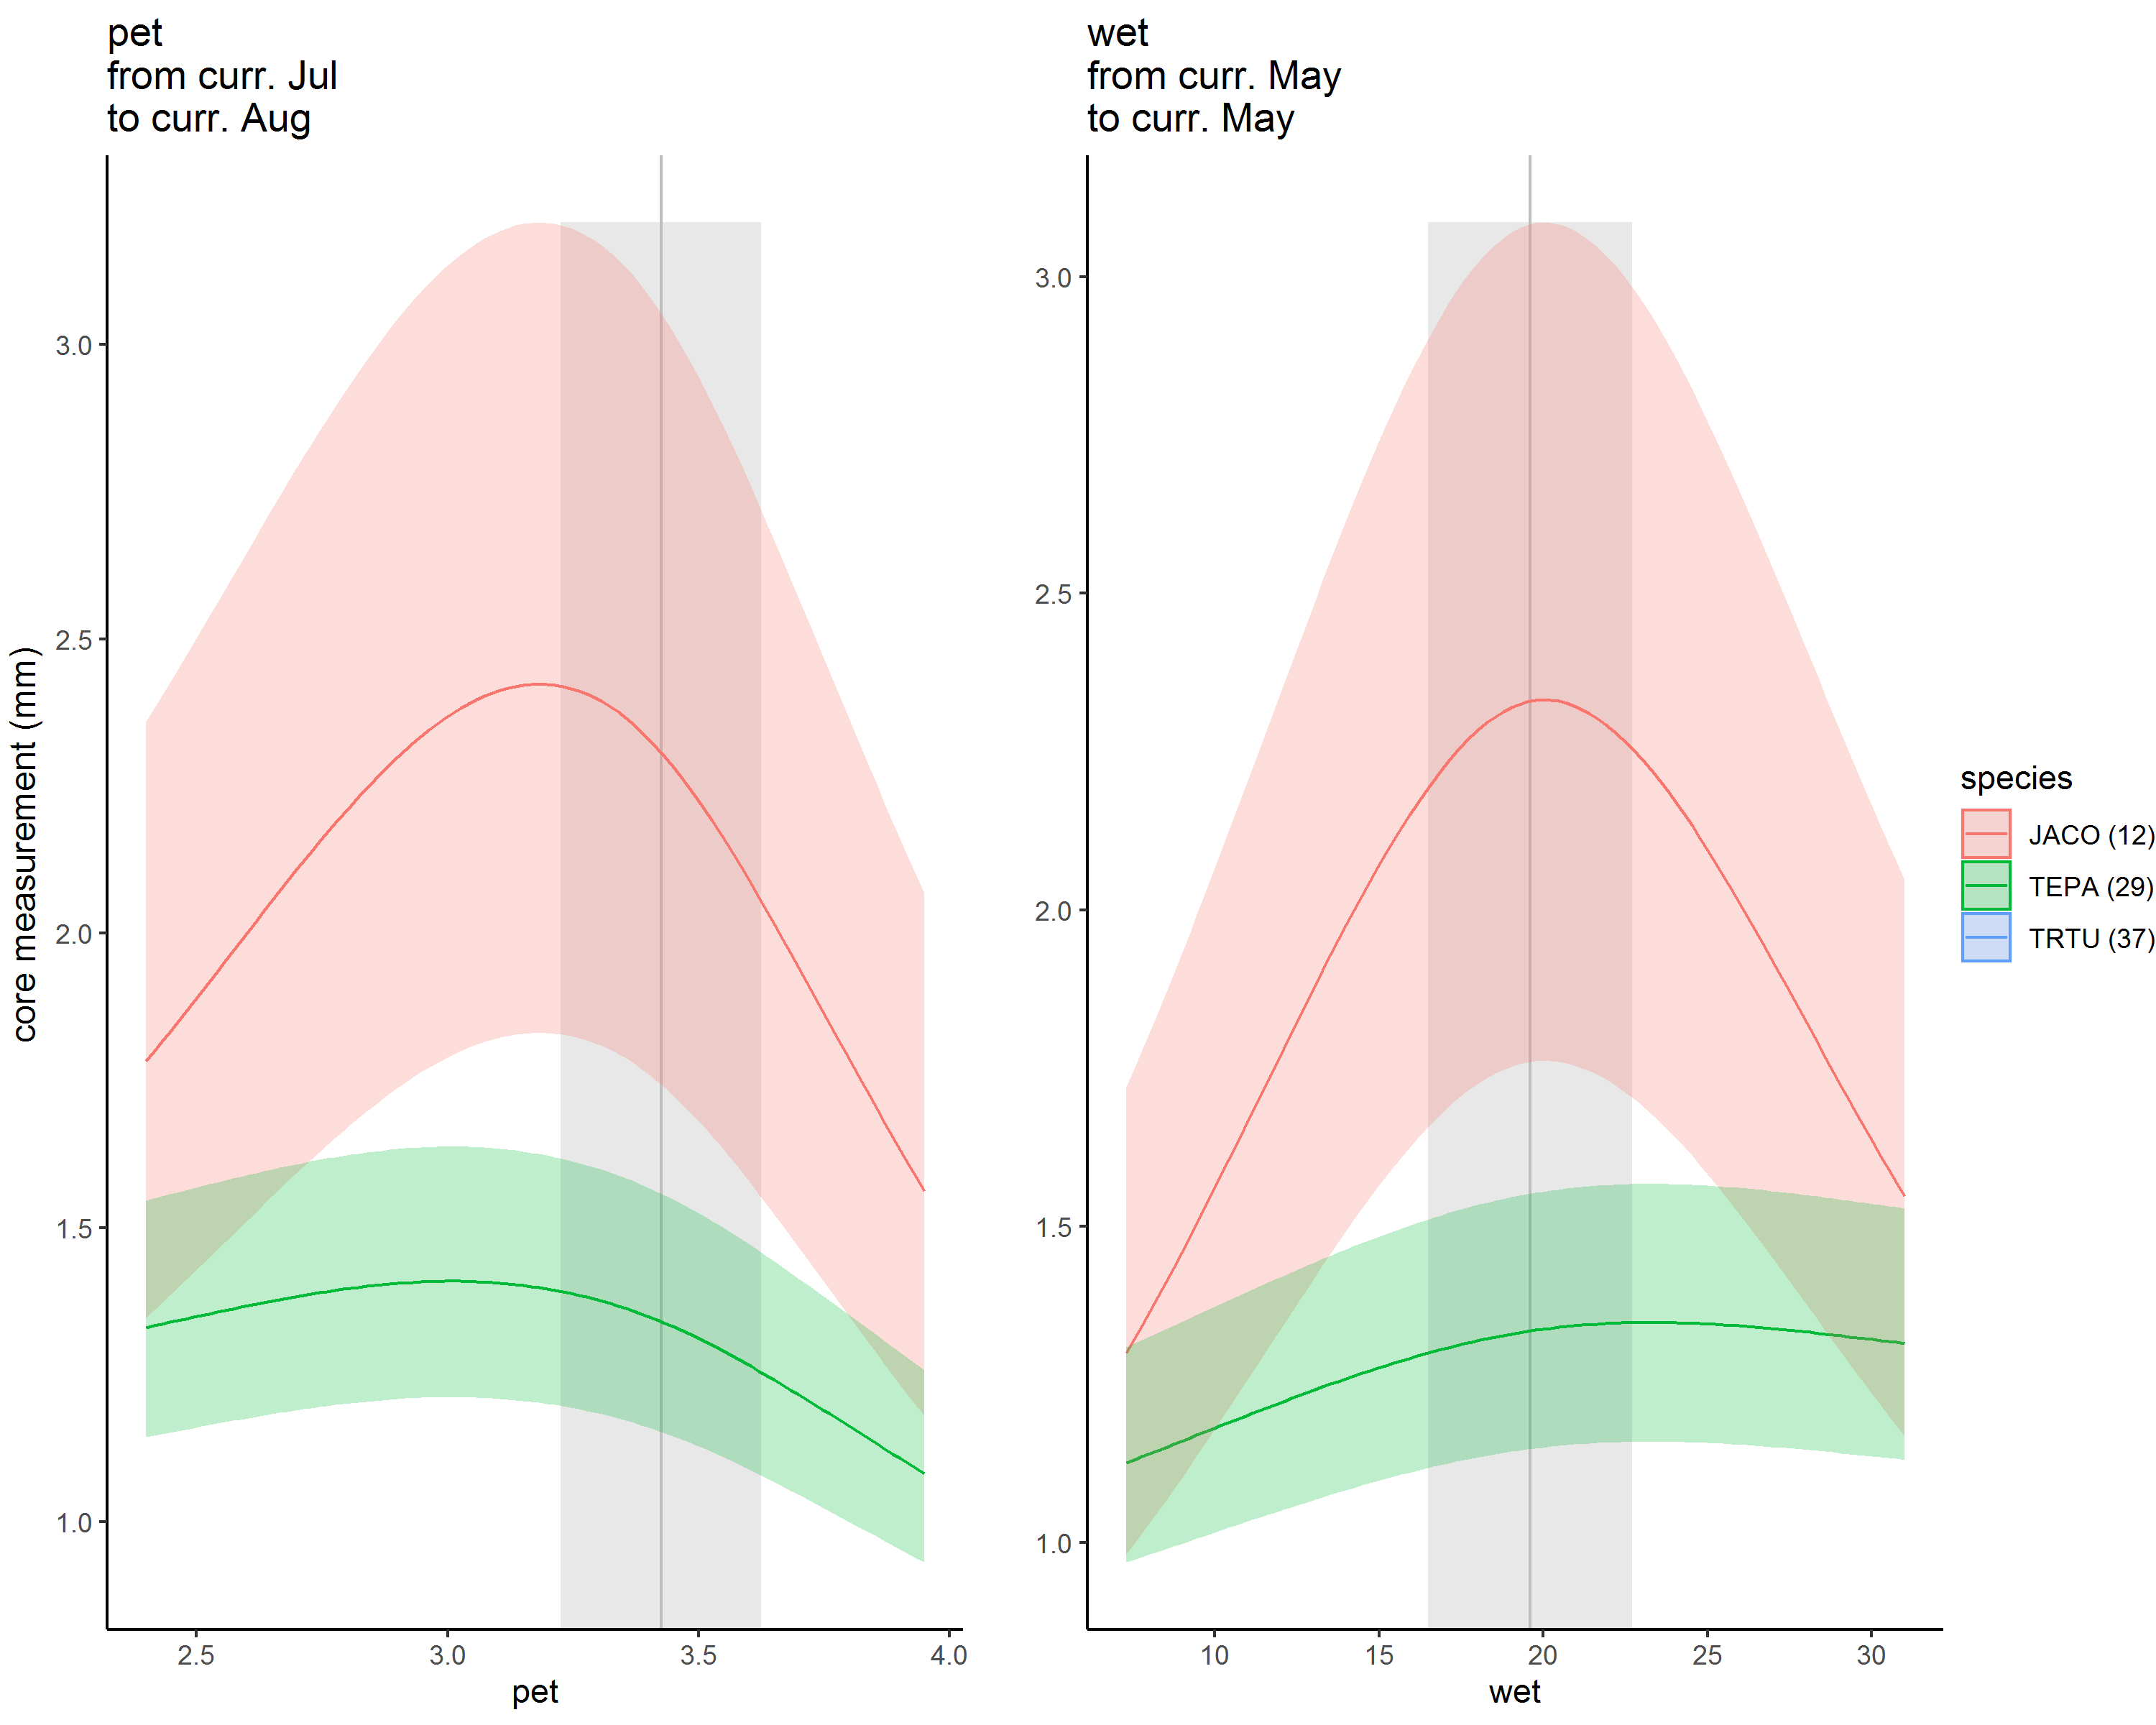 pet
from curr. Jul
to curr. Aug
wet
from curr. May
to curr. May
core measurement (mm)
3.0
2.5
2.0
1.5
1.0
2.5 3.0 3.5 4.0
pet
3.0
2.5
2.0
1.5
1.0
10 15 20 25 30
wet
species
JACO (12)
TEPA (29)
TRTU (37)